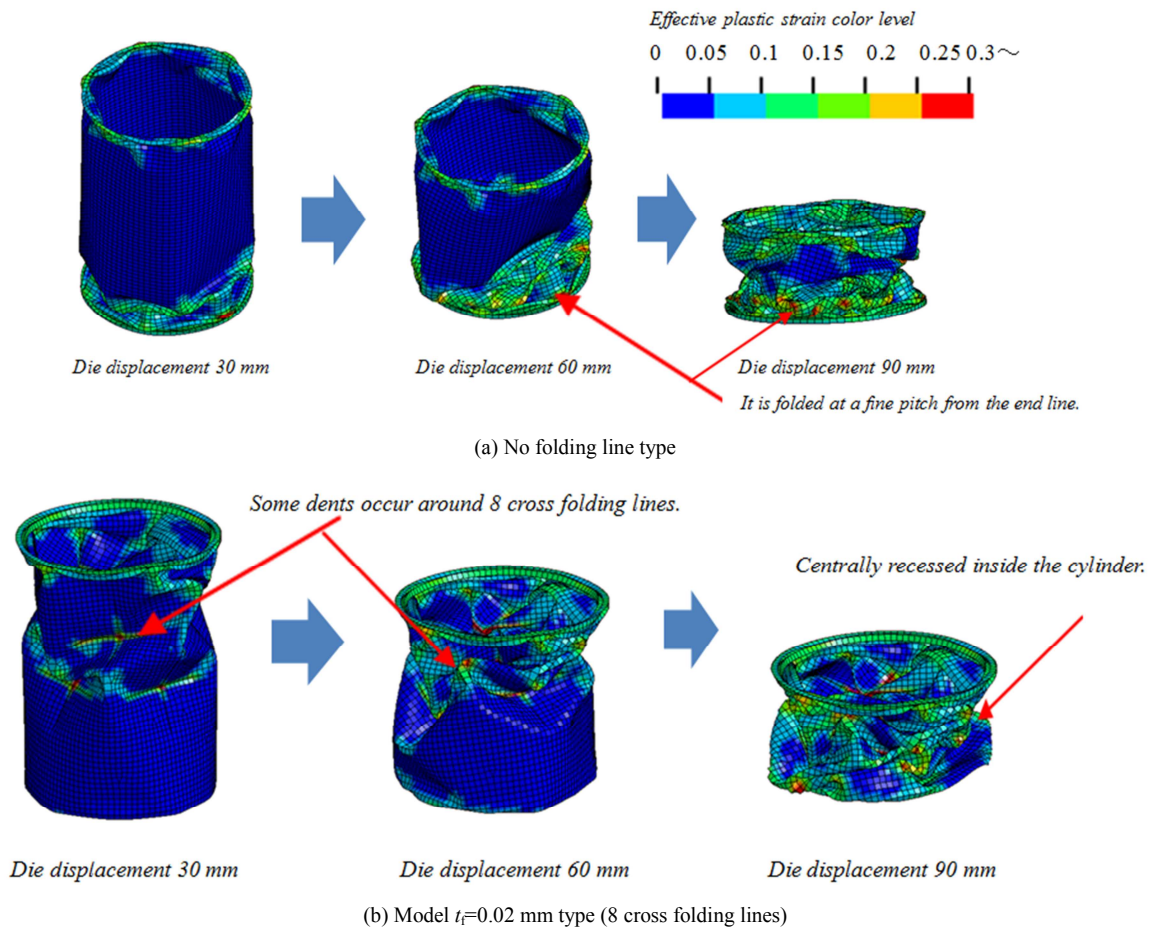 Effective plastic strain color level
0 0.05 0.1 0.15 0.2 0.25 0.3～
Die displacement 30 mm
Die displacement 60 mm
Die displacement 90 mm
It is folded at a fine pitch from the end line.
(a) No folding line type
Some dents occur around 8 cross folding lines.
Centrally recessed inside the cylinder.
Die displacement 30 mm
Die displacement 60 mm
Die displacement 90 mm
(b) Model tf=0.02 mm type (8 cross folding lines)